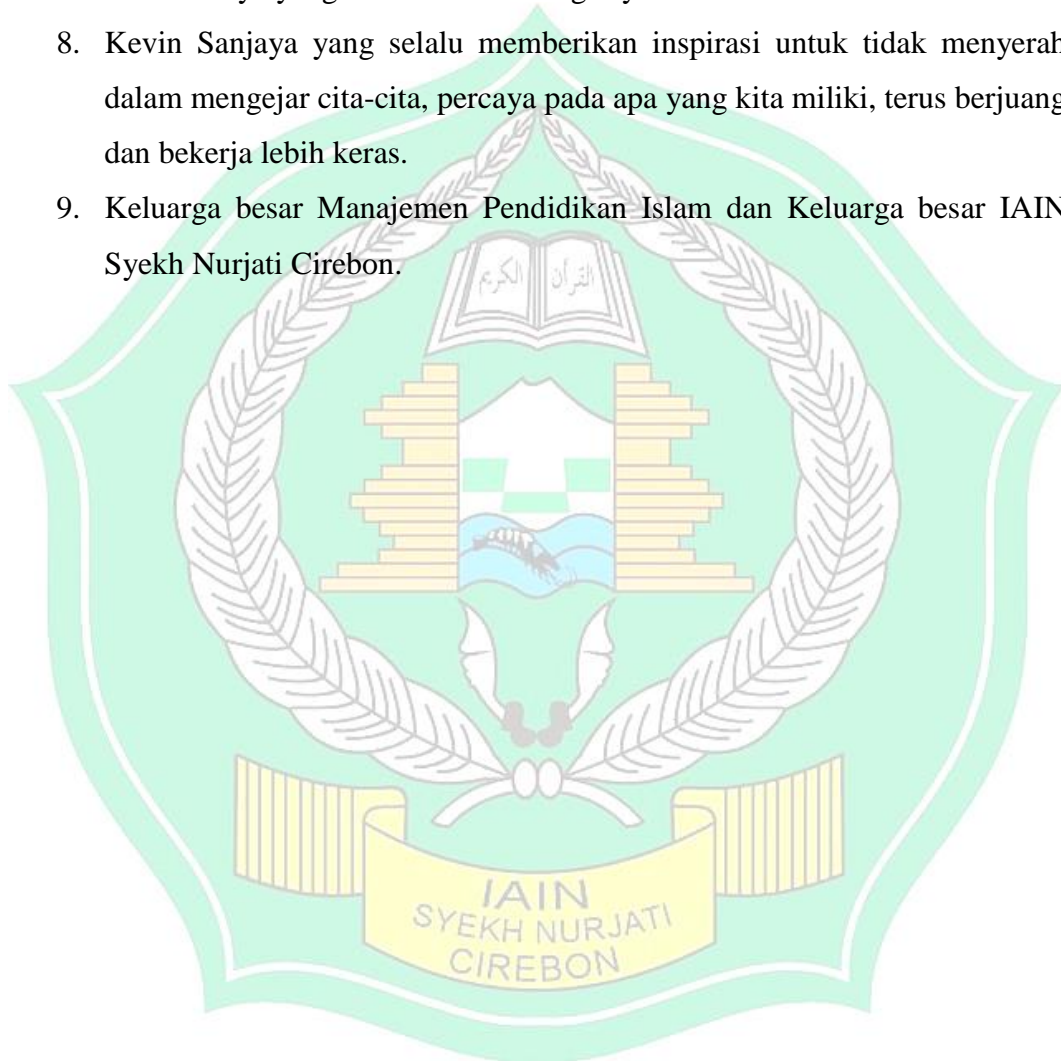 8. Kevin Sanjaya yang selalu memberikan inspirasi untuk tidak menyerah
dalam mengejar cita-cita, percaya pada apa yang kita miliki, terus berjuang
dan bekerja lebih keras.
9. Keluarga besar Manajemen Pendidikan Islam dan Keluarga besar IAIN
Syekh Nurjati Cirebon.
القرآن الكريم
IAIN
SYEKH NURJATI
CIREBON